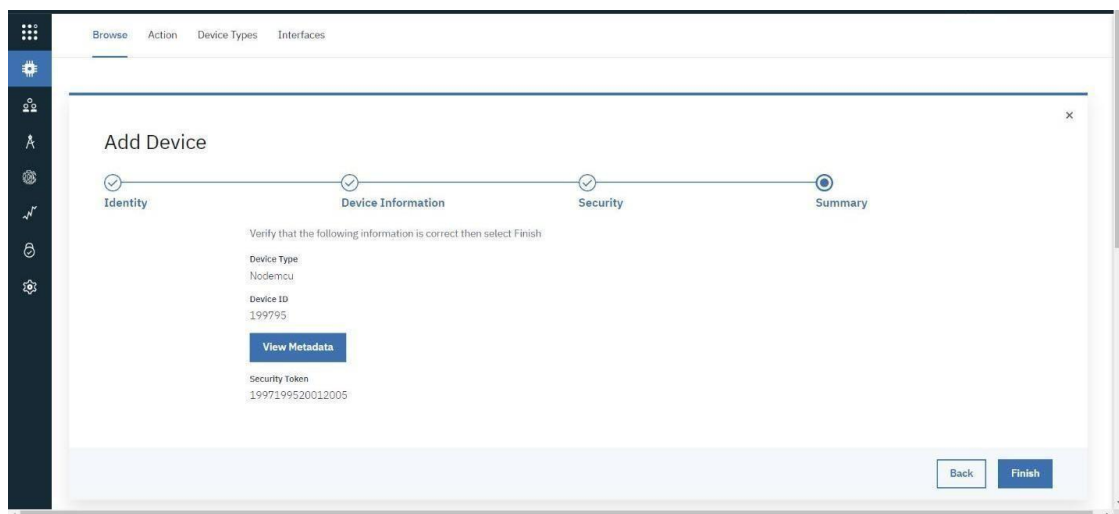 Browse Action Device Types Interfaces
Add Device
Identity Device Information Security Summary
Verify that the following information is correct then select Finish
Device Type
Nodemcu
Device ID
199795
View Metadata
Security Token
1997199520012005
Back Finish